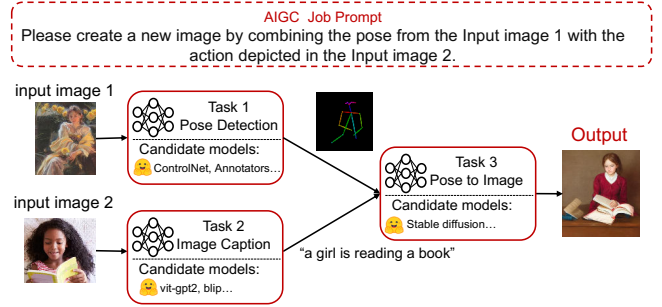 AIGC Job Prompt
Please create a new image by combining the pose from the Input image 1 with the
action depicted in the Input image 2.
input image 1
Task 1
Pose Detection
Candidate models:
ControlNet, Annotators...
input image 2
Task 2
Image Caption
Candidate models:
vit-gpt2, blip...
"a girl is reading a book"
Task 3
Pose to Image
Candidate models:
Stable diffusion...
Output